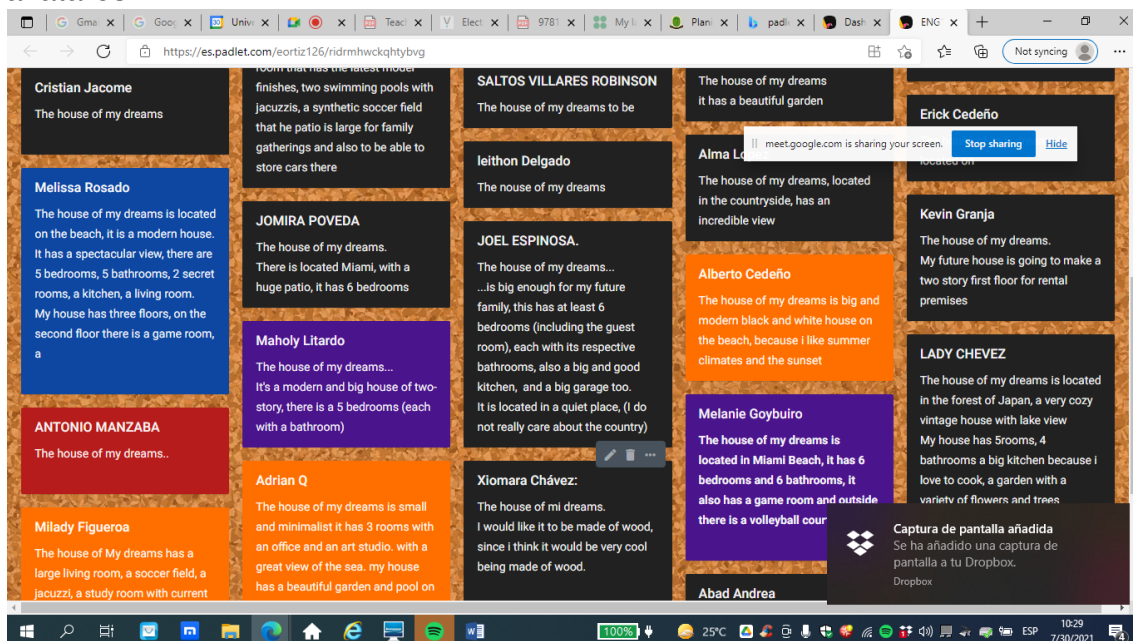 Gma
Goog
Univ
Teac
Elect
9781
My l
Plani
padl
Dash
ENG
https://es.padlet.com/eortiz126/ridrmhwckqhtybvg
Not syncing
Cristian Jacome
The house of my dreams
Melissa Rosado
The house of my dreams is located
on the beach, it is a modern house.
It has a spectacular view, there are
5 bedrooms, 5 bathrooms, 2 secret
rooms, a kitchen, a living room.
My house has three floors, on the
second floor there is a game room,
a
ANTONIO MANZABA
The house of my dreams..
Milady Figueroa
The house of My dreams has a
large living room, a soccer field, a
jacuzzi, a study room with current
room that has the latest model
finishes, two swimming pools with
jacuzzis, a synthetic soccer field
that he patio is large for family
gatherings and also to be able to
store cars there
JOMIRA POVEDA
The house of my dreams.
There is located Miami, with a
huge patio, it has 6 bedrooms
Maholy Litardo
The house of my dreams...
It's a modern and big house of two-
story, there is a 5 bedrooms (each
with a bathroom)
Adrian Q
The house of my dreams is small
and minimalist it has 3 rooms with
an office and an art studio. with a
great view of the sea. my house
has a beautiful garden and pool on
SALTOS VILLARES ROBINSON
The house of my dreams to be
leithon Delgado
The nouse of my dreams
JOEL ESPINOSA.
The house of my dreams...
...is big enough for my future
family, this has at least 6
bedrooms (including the guest
room), each with its respective
bathrooms, also a big and good
kitchen, and a big garage too.
It is located in a quiet place, (I do
not really care about the country)
Xiomara Chávez:
The house of mi dreams.
I would like it to be made of wood,
since i think it would be very cool
being made of wood.
The house of my dreams
it has a beautiful garden
Alma Lo
The house of my dreams, located
in the countryside, has an
incredible view
Alberto Cedeño
The house of my dreams is big and
modern black and white house on
the beach, because i like summer
climates and the sunset
Melanie Goybuiro
The house of my dreams is
located in Miami Beach, it has 6
bedrooms and 6 bathrooms, it
also has a game room and outside
there is a volleyball cour
Abad Andrea
Erick Cedeño
located on
Kevin Granja
The house of my dreams.
My future house is going to make a
two story first floor for rental
premises
LADY CHEVEZ
The house of my dreams is located
in the forest of Japan, a very cozy
vintage house with lake view
My house has 5rooms, 4
bathrooms a big kitchen because i
love to cook, a garden with a
variety of flowers and trees
meet.google.com is sharing your screen.
Stop sharing
Hide
Captura de pantalla añadida
Se ha añadido una captura de
pantalla a tu Dropbox.
Dropbox
100%
25°C
ESP
10:29
7/30/2021